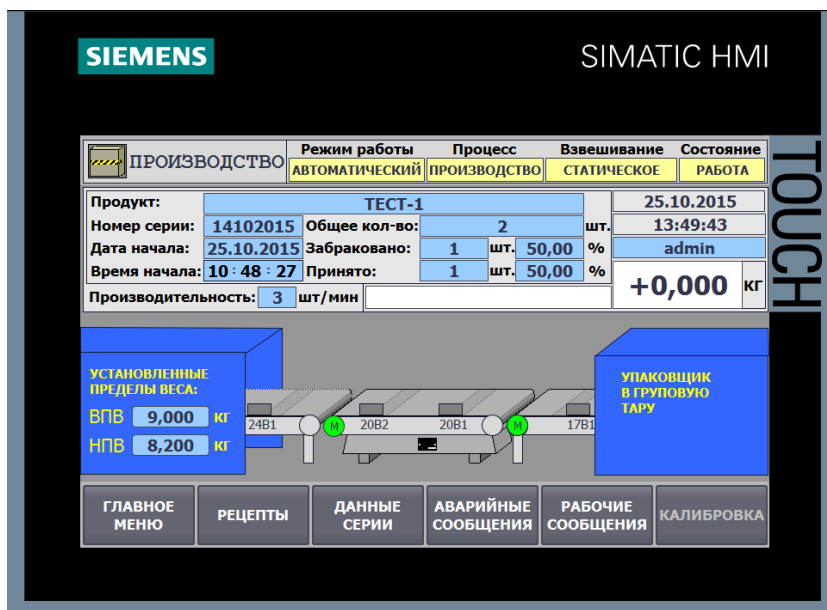 SIEMENS
SIMATIC HMI
TOUCH
ПРОИЗВОДСТВО
Режим работы Процесс Взвешивание Состояние
АВТОМАТИЧЕСКИЙ ПРОИЗВОДСТВО СТАТИЧЕСКОЕ РАБОТА
Продукт: ТЕСТ-1 25.10.2015
Номер серии: 14102015 Общее кол-во: 2 шт. 13:49:43
Дата начала: 25.10.2015 Забраковано: 1 шт. 50,00 % admin
Время начала: 10:48:27 Принято: 1 шт. 50,00 %
+0,000 кг
Производительность: 3 шт/мин
УСТАНОВЛЕННЫЕ
ПРЕДЕЛЫ ВЕСА:
ВПВ 9,000 кг
НПВ 8,200 кг
24B1 M 20B2 20B1 M 17B1
УПАКОВЩИК
В ГРУПОВУЮ
ТАРУ
ГЛАВНОЕ
МЕНЮ
РЕЦЕПТЫ
ДАННЫЕ
СЕРИИ
АВАРИЙНЫЕ
СООБЩЕНИЯ
РАБОЧИЕ
СООБЩЕНИЯ
КАЛИБРОВКА